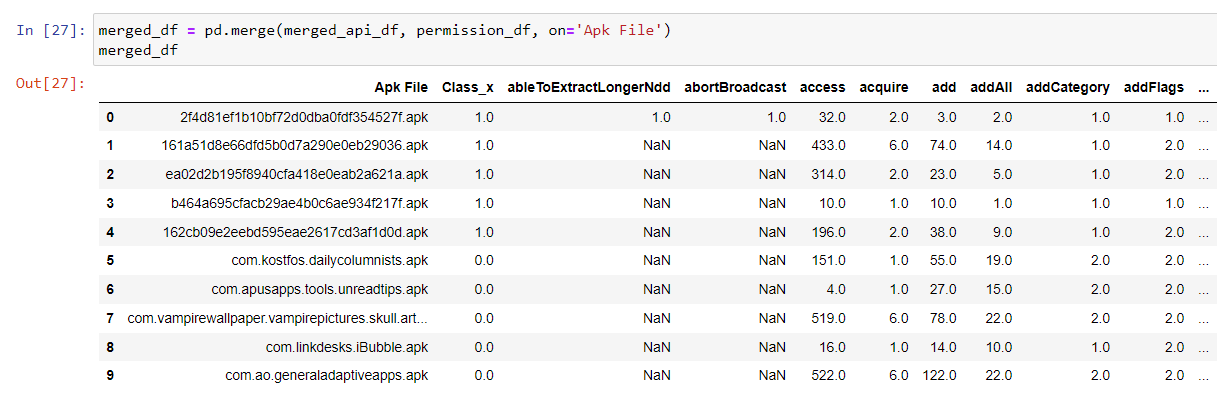 In [27]: merged_df = pd.merge(merged_api_df, permission_df, on='Apk File')
merged_df
Out[27]:
Apk File Class_x ableToExtractLongerNdd abortBroadcast access acquire add addAll addCategory addFlags ...
0 2f4d81ef1b10bf72d0dba0fdf354527f.apk 1.0 1.0 1.0 32.0 2.0 3.0 2.0 1.0 1.0 ...
1 161a51d8e66dfd5b0d7a290e0eb29036.apk 1.0 NaN NaN 433.0 6.0 74.0 14.0 1.0 2.0 ...
2 ea02d2b195f8940cfa418e0eab2a621a.apk 1.0 NaN NaN 314.0 2.0 23.0 5.0 1.0 2.0 ...
3 b464a695cfacb29ae4b0c6ae934f217f.apk 1.0 NaN NaN 10.0 1.0 10.0 1.0 1.0 1.0 ...
4 162cb09e2eebd595eae2617cd3af1d0d.apk 1.0 NaN NaN 196.0 2.0 38.0 9.0 1.0 2.0 ...
5 com.kostfos.dailycolumnists.apk 0.0 NaN NaN 151.0 1.0 55.0 19.0 2.0 2.0 ...
6 com.apusapps.tools.unreadtips.apk 0.0 NaN NaN 4.0 1.0 27.0 15.0 2.0 2.0 ...
7 com.vampirewallpaper.vampirepictures.skull.art... 0.0 NaN NaN 519.0 6.0 78.0 22.0 2.0 2.0 ...
8 com.linkdesks.iBubble.apk 0.0 NaN NaN 16.0 1.0 14.0 10.0 1.0 2.0 ...
9 com.ao.generaladaptiveapps.apk 0.0 NaN NaN 522.0 6.0 122.0 22.0 2.0 2.0 ...